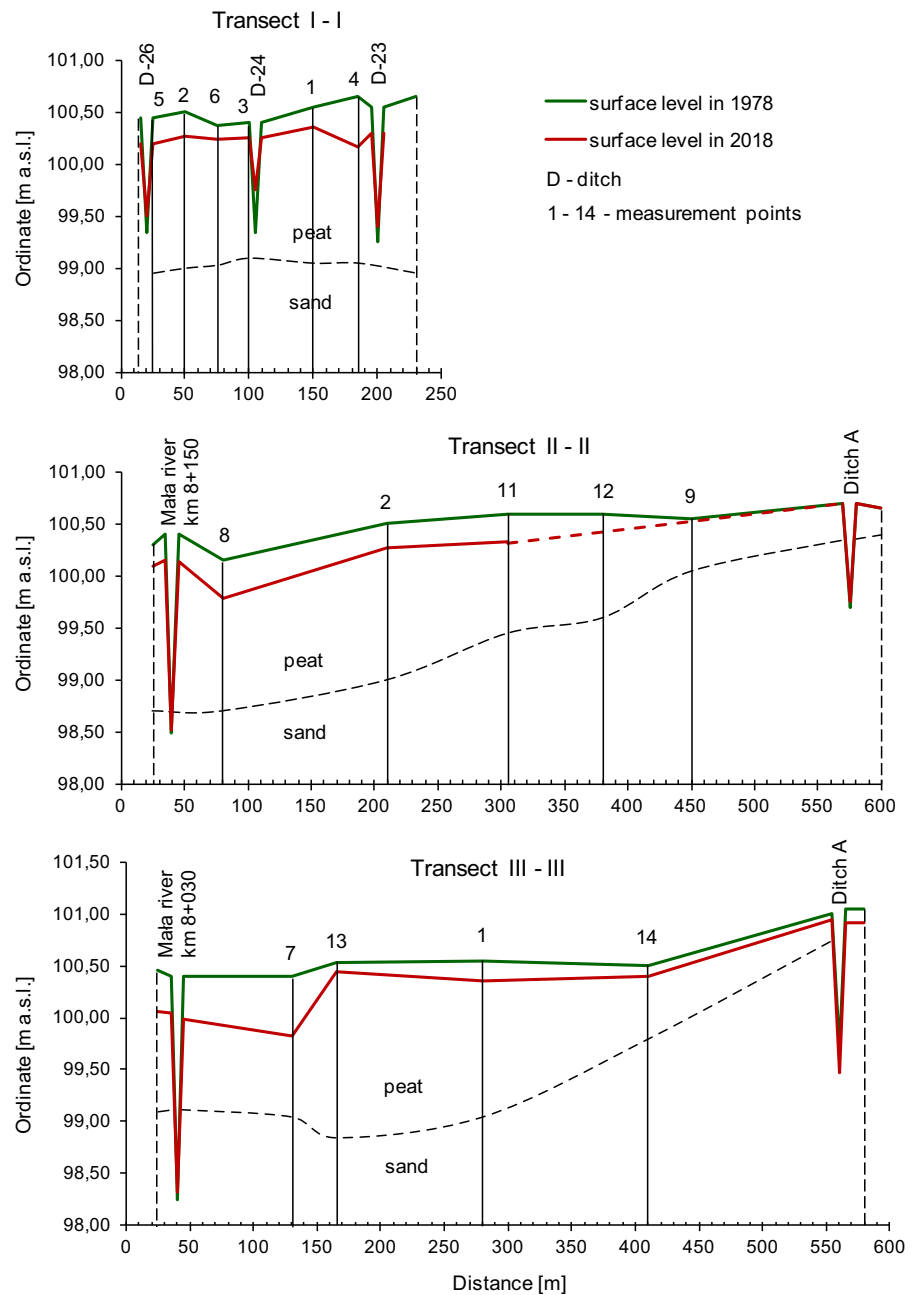 Transect I - I
Ordinate [m a.s.l.]
101,00
100,50
100,00
99,50
99,00
98,50
98,00
D-26
5
2
6
3
D-24
1
4
D-23
peat
sand
0
50
100
150
200
250
surface level in 1978
surface level in 2018
D - ditch
1 - 14 - measurement points
Transect II - II
Ordinate [m a.s.l.]
101,00
100,50
100,00
99,50
99,00
98,50
98,00
Mała river
km 8+150
8
2
11
12
9
Ditch A
peat
sand
0
50
100
150
200
250
300
350
400
450
500
550
600
Transect III - III
Ordinate [m a.s.l.]
101,50
101,00
100,50
100,00
99,50
99,00
98,50
98,00
Mała river
km 8+030
7
13
1
14
Ditch A
peat
sand
0
50
100
150
200
250
300
350
400
450
500
550
600
Distance [m]